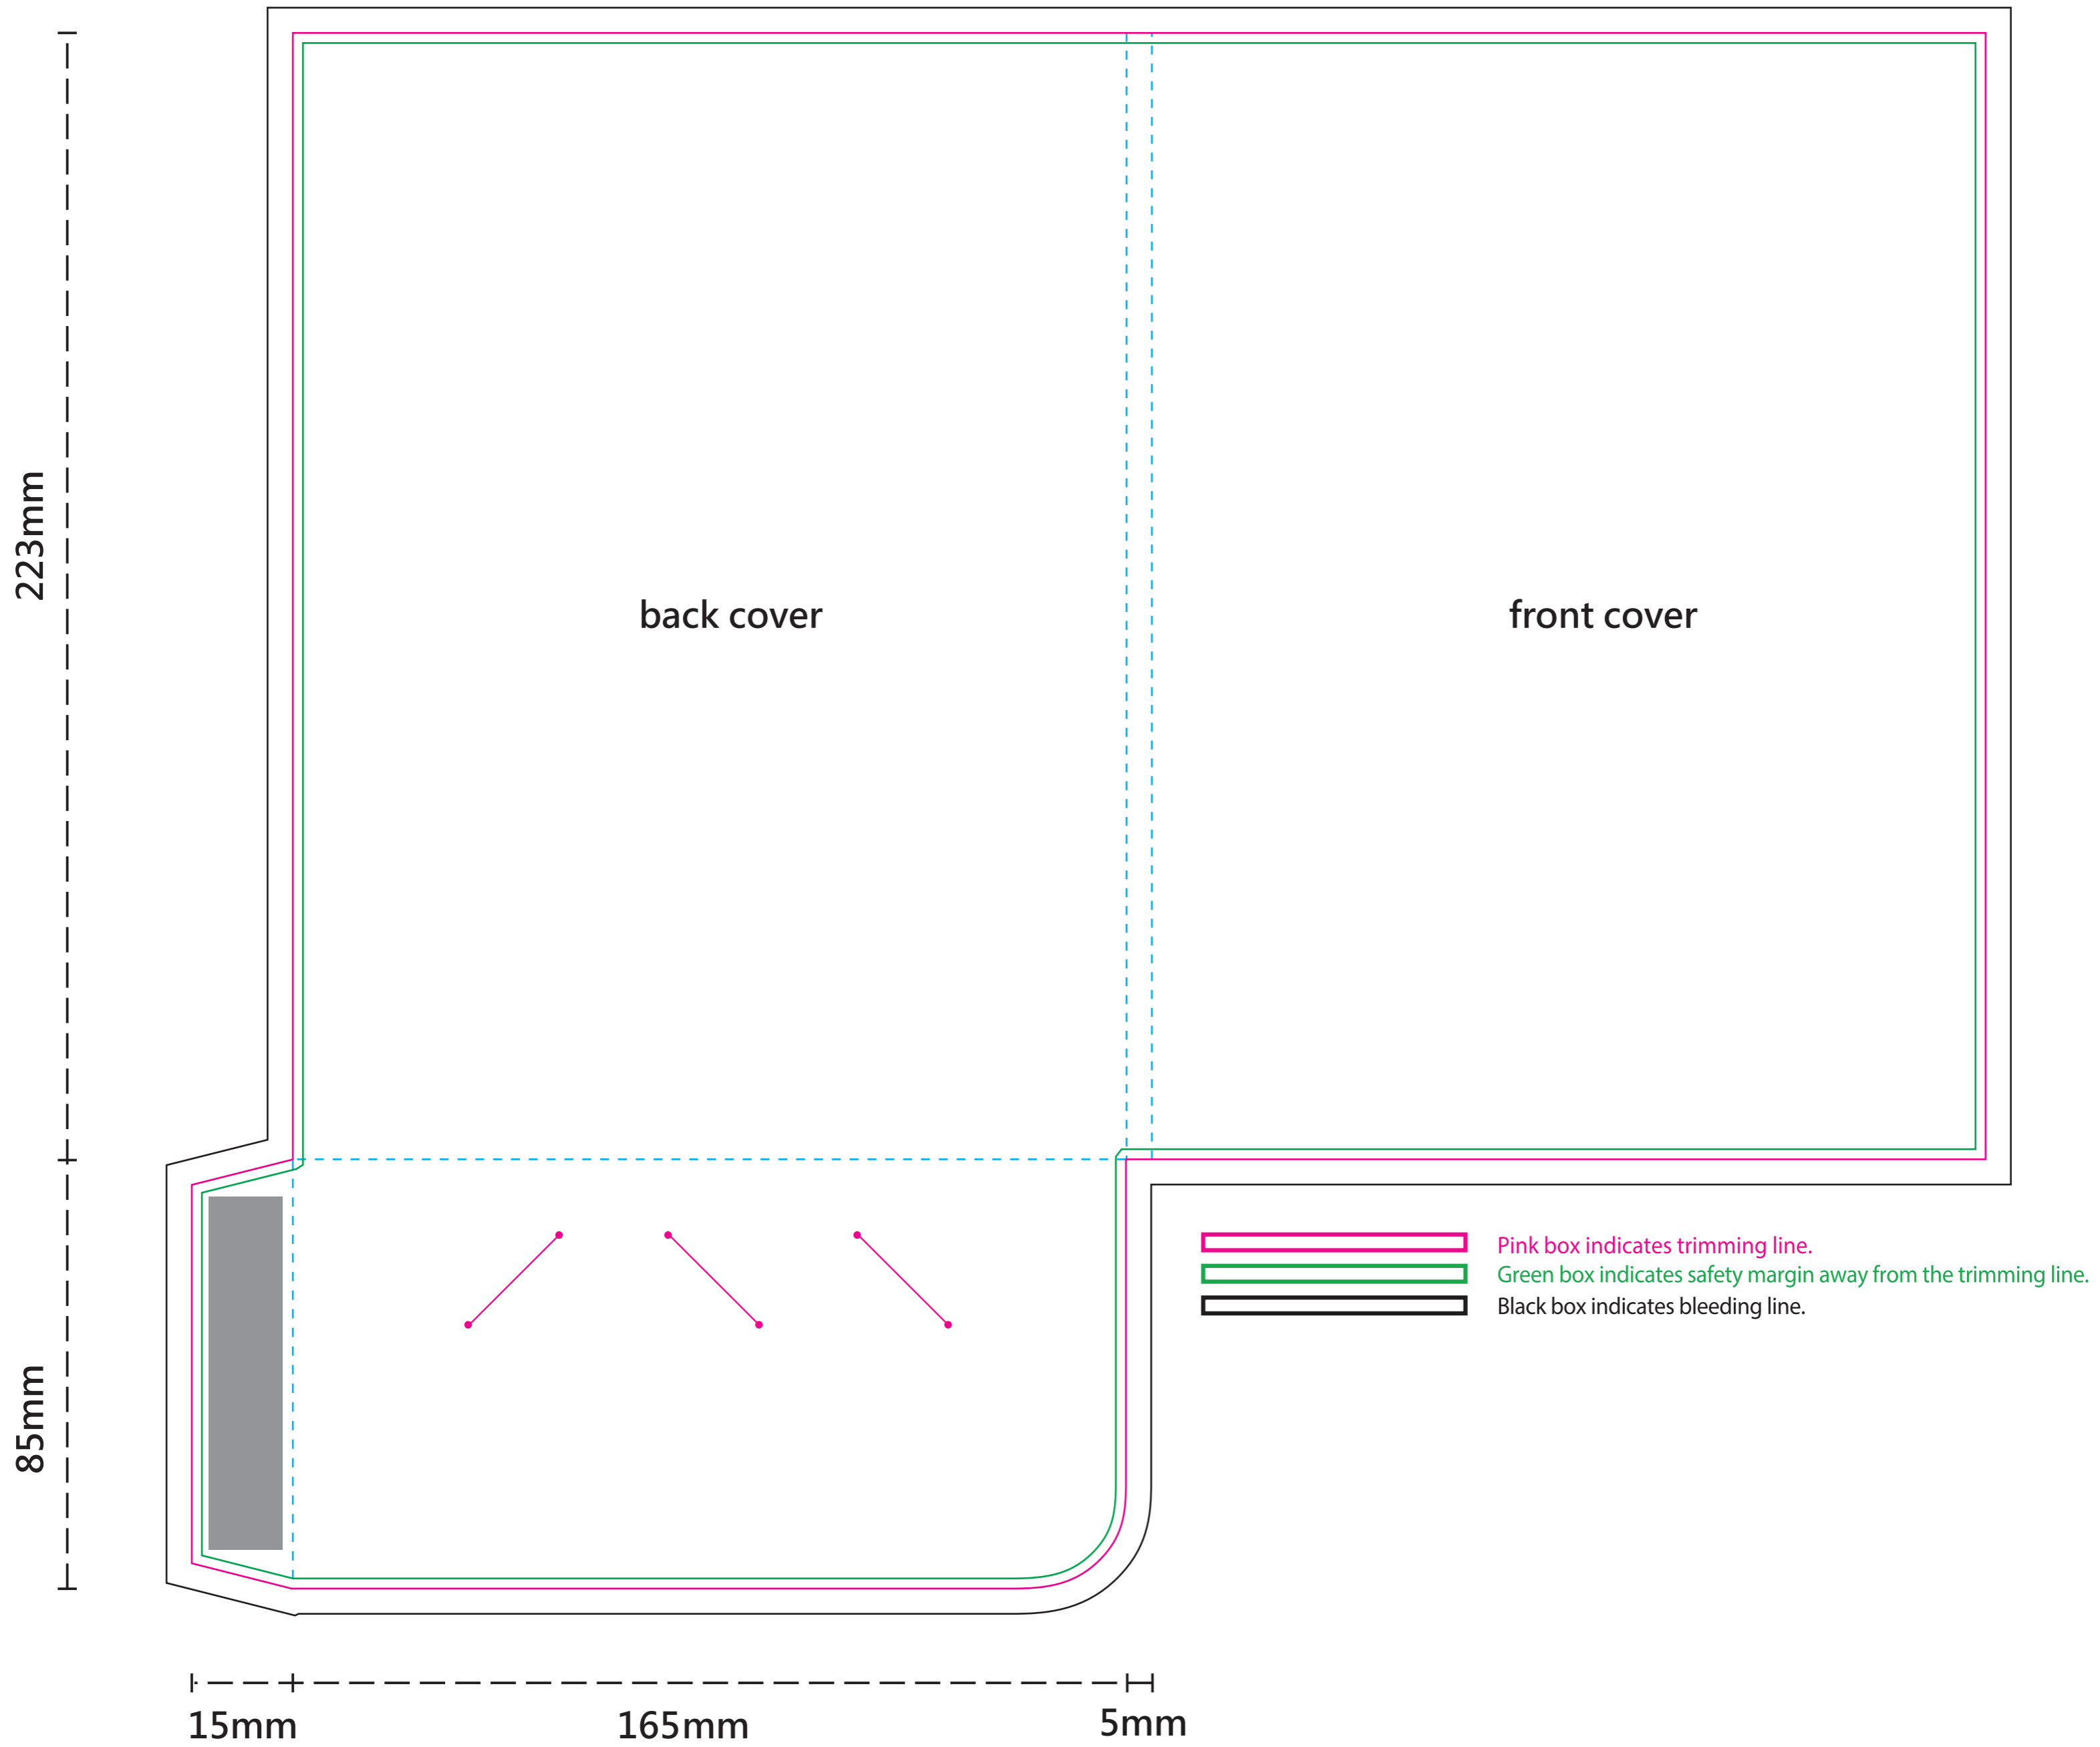 223mm
back cover
front cover
Pink box indicates trimming line.
Green box indicates safety margin away from the trimming line.
Black box indicates bleeding line.
85mm
15mm
165mm
5mm